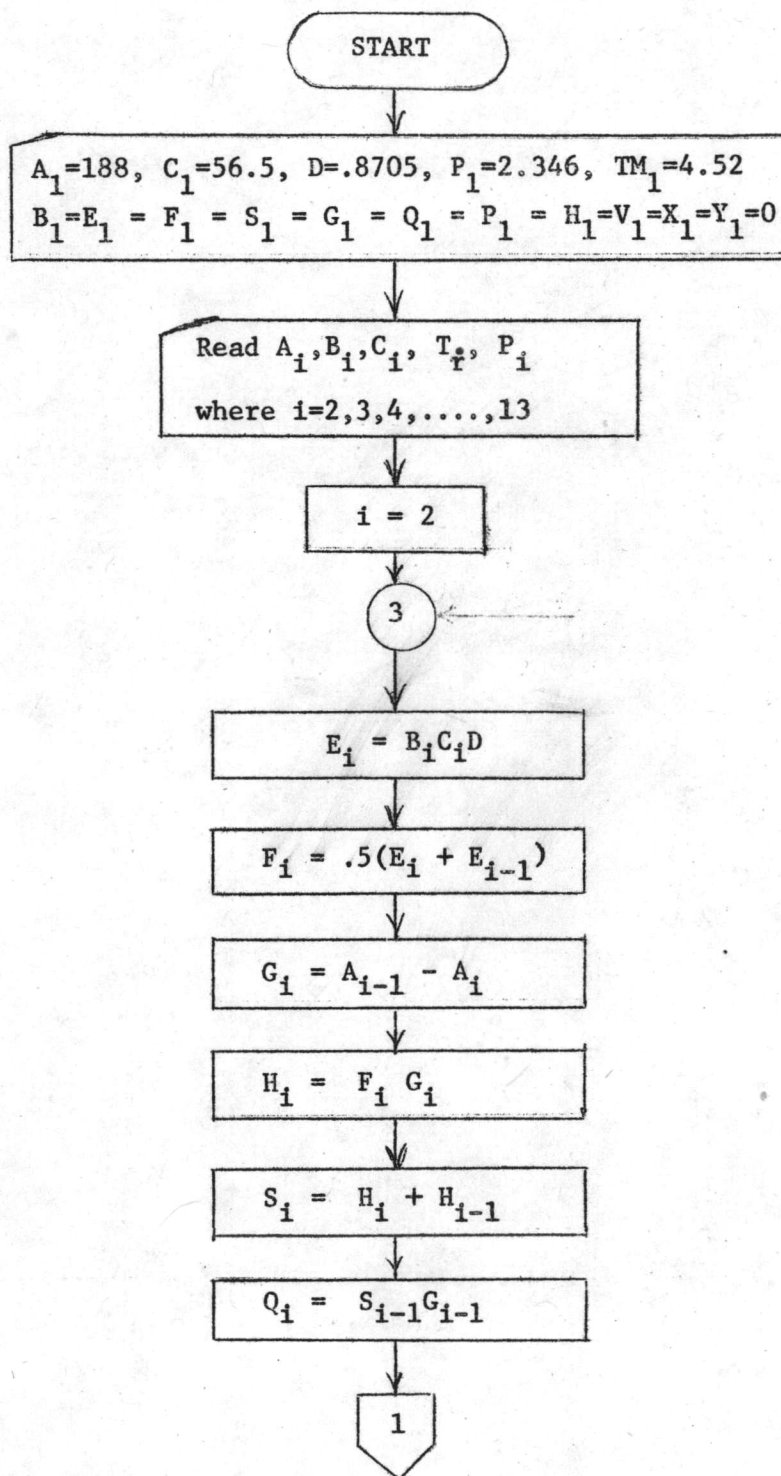 START
A₁=188, C₁=56.5, D=.8705, P₁=2.346, TM₁=4.52
B₁=E₁ = F₁ = S₁ = G₁ = Q₁ = P₁ = H₁=V₁=X₁=Y₁=0
Read Aᵢ,Bᵢ,Cᵢ, Tᵢ, Pᵢ
where i=2,3,4,....,13
i = 2
3
Eᵢ = BᵢCᵢD
Fᵢ = .5(Eᵢ + Eᵢ₋₁)
Gᵢ = Aᵢ₋₁ - Aᵢ
Hᵢ = Fᵢ Gᵢ
Sᵢ = Hᵢ + Hᵢ₋₁
Qᵢ = Sᵢ₋₁Gᵢ₋₁
1